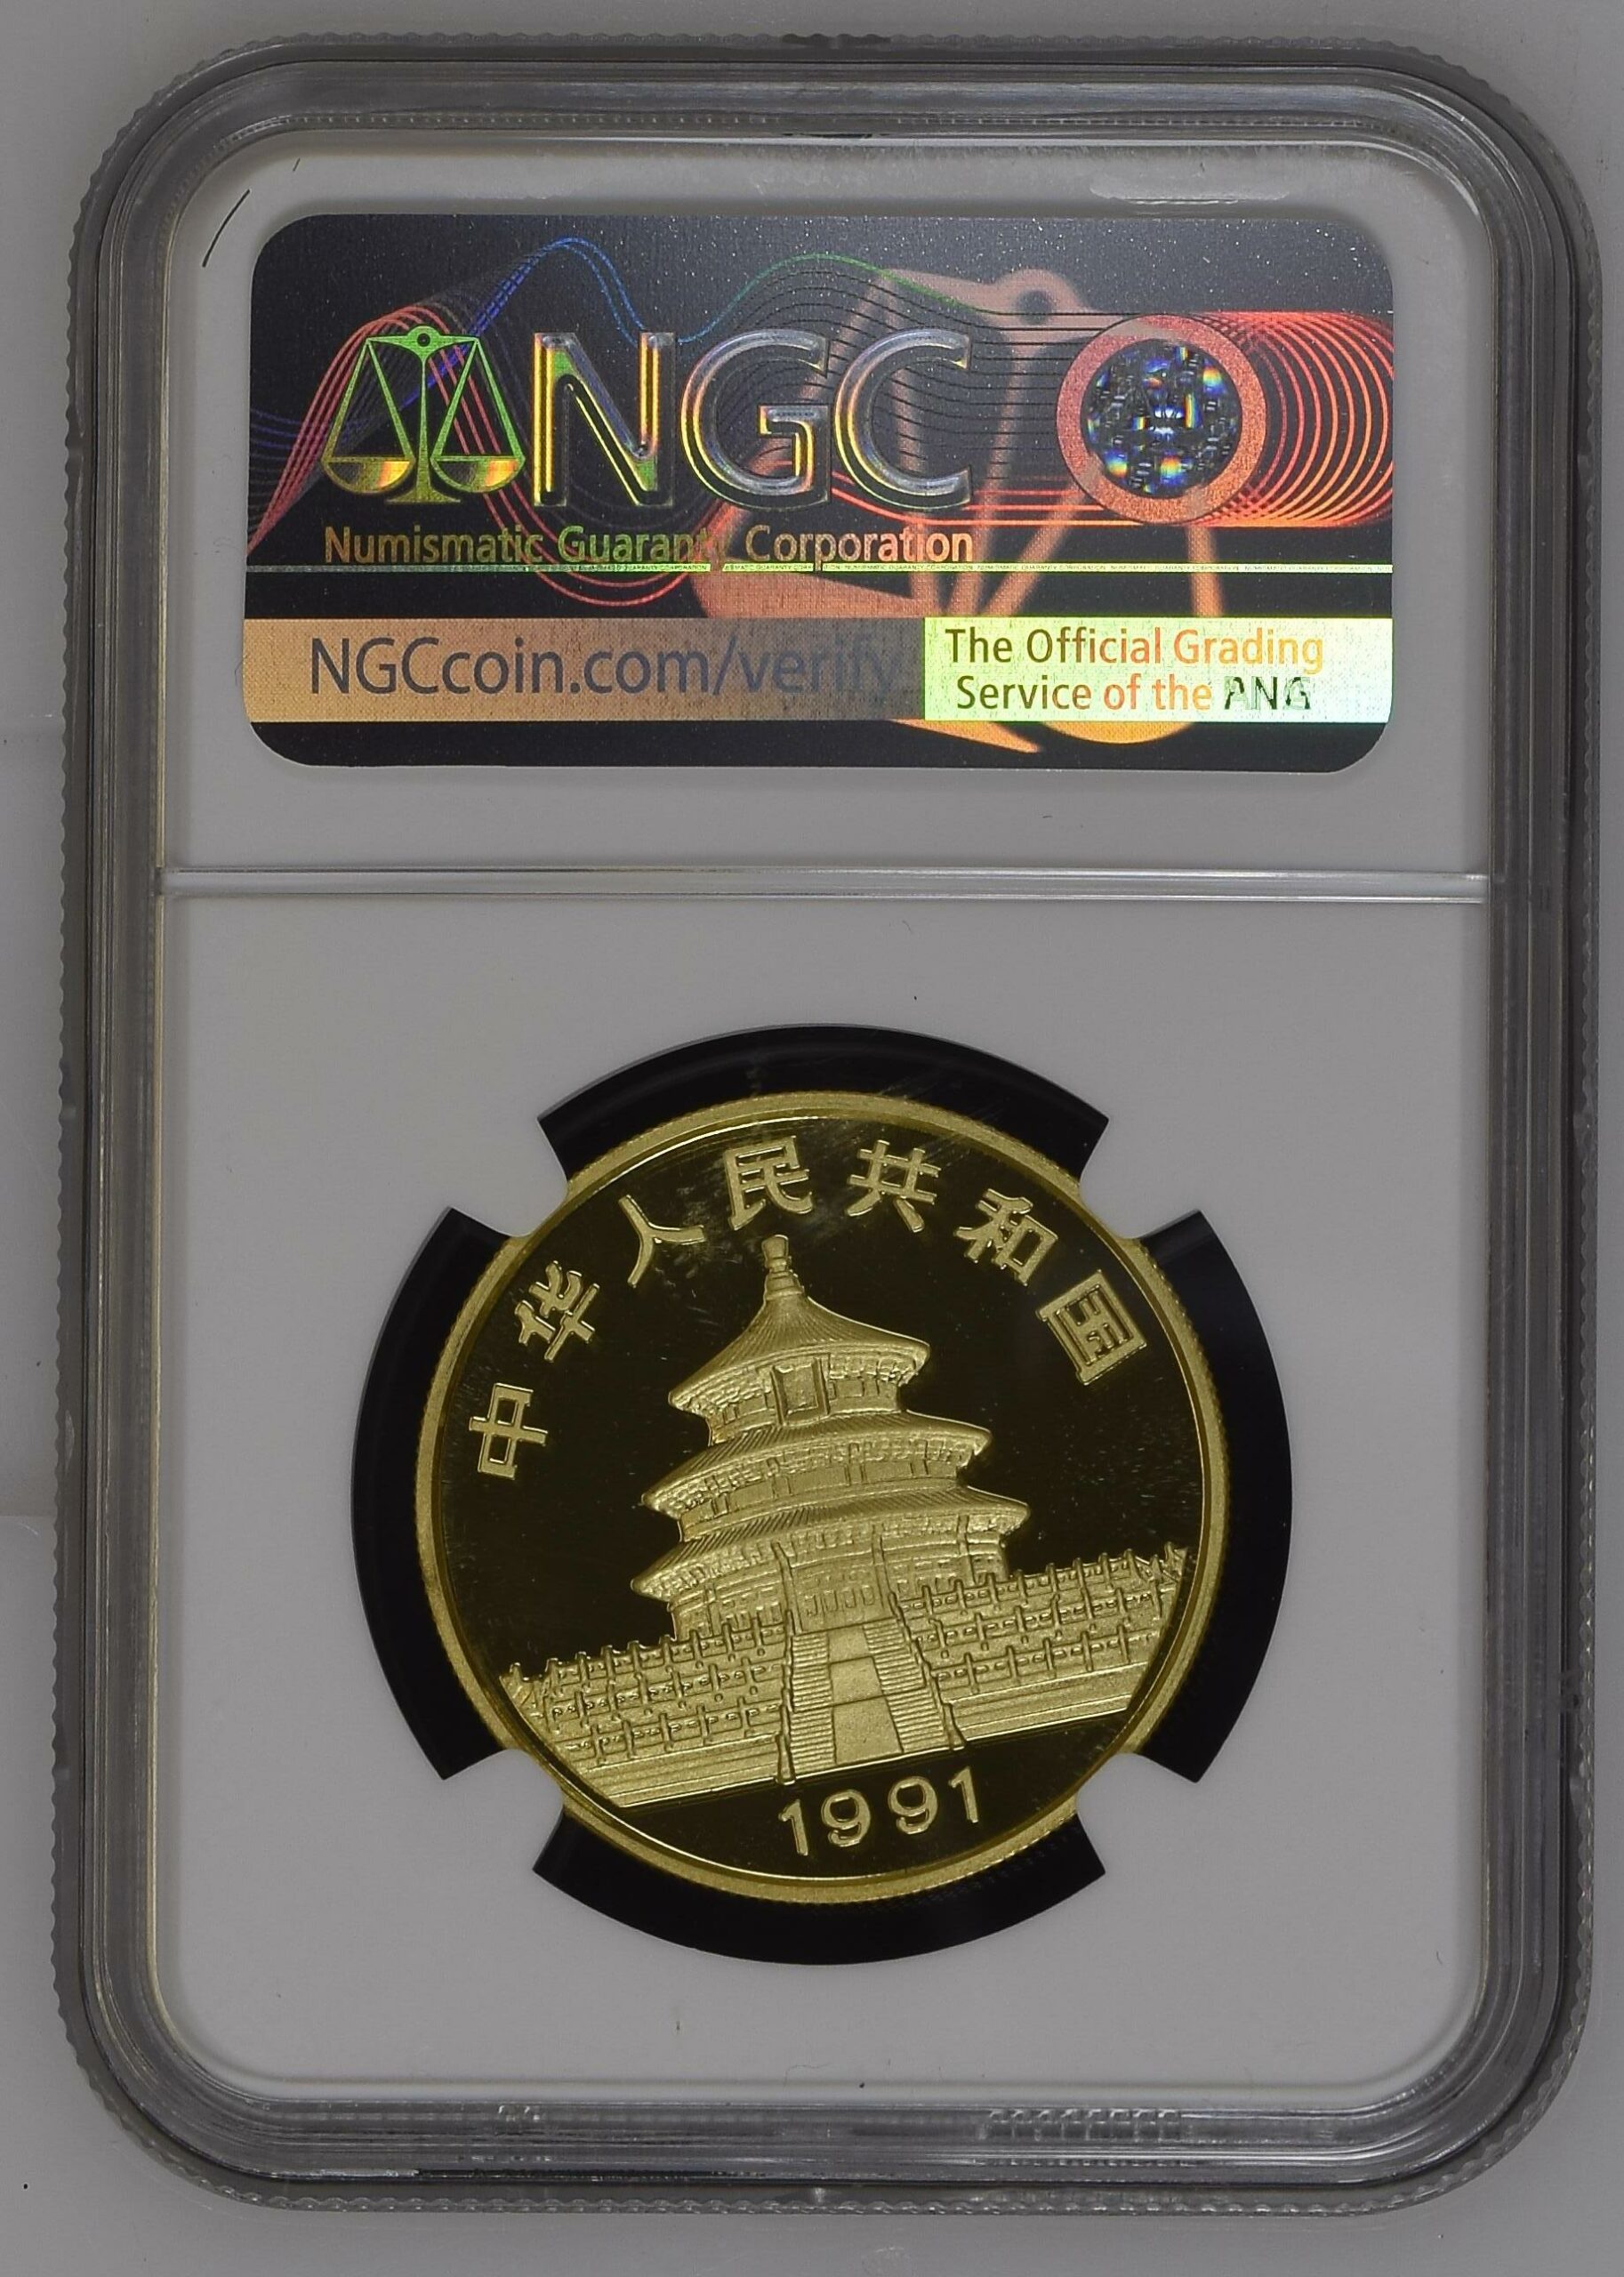 NGC
Numismatic Guaranty Corporation
NGCcoin.com/verify
The Official Grading
Service of the ANA
中华人民共和国
1991